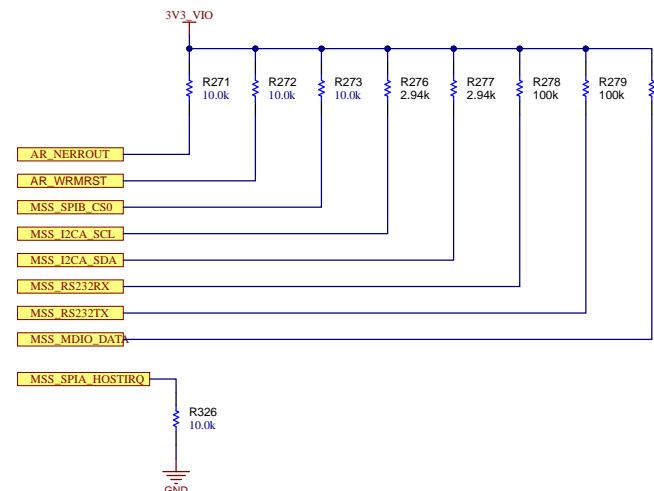 3V3_VIO
R271 R272 R273 R276 R277 R278 R279
10.0k 10.0k 10.0k 2.94k 2.94k 100k 100k
AR_NERROUT
AR_WRMRST
MSS_SPIB_CS0
MSS_I2CA_SCL
MSS_I2CA_SDA
MSS_RS232RX
MSS_RS232TX
MSS_MDIO_DATA
MSS_SPIA_HOSTIRQ
R326
10.0k
GND